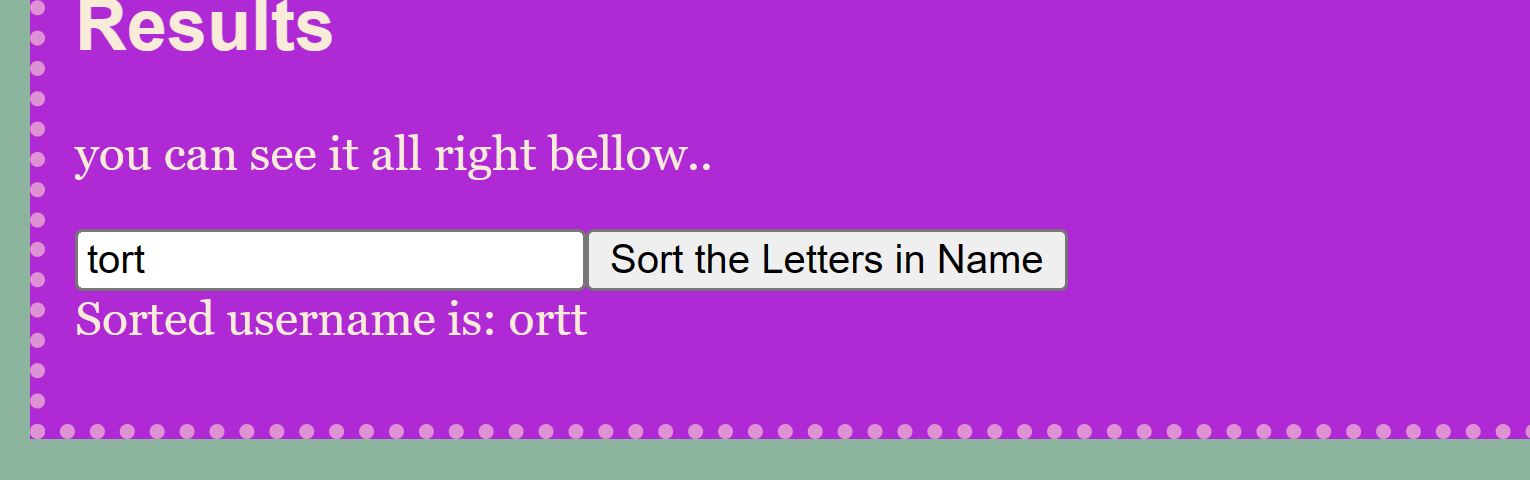 Results
you can see it all right bellow..
tort Sort the Letters in Name
Sorted username is: ortt